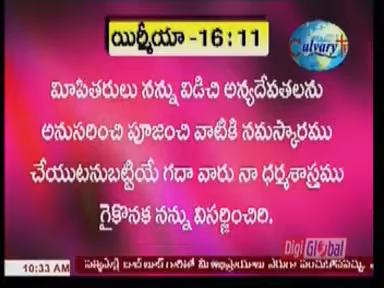 యిర్మీయా - 16 : 11
Calvary
మీపితరులు నన్ను విడిచి అన్యదేవతలను
అనుసరించి పూజించి వాటికి నమస్కారము
చేయుటనుబట్టియే గదా వారు నా ధర్మశాస్త్రము
గైకొనక నన్ను విసర్జించిరి.
Digi Global
10:33 AM